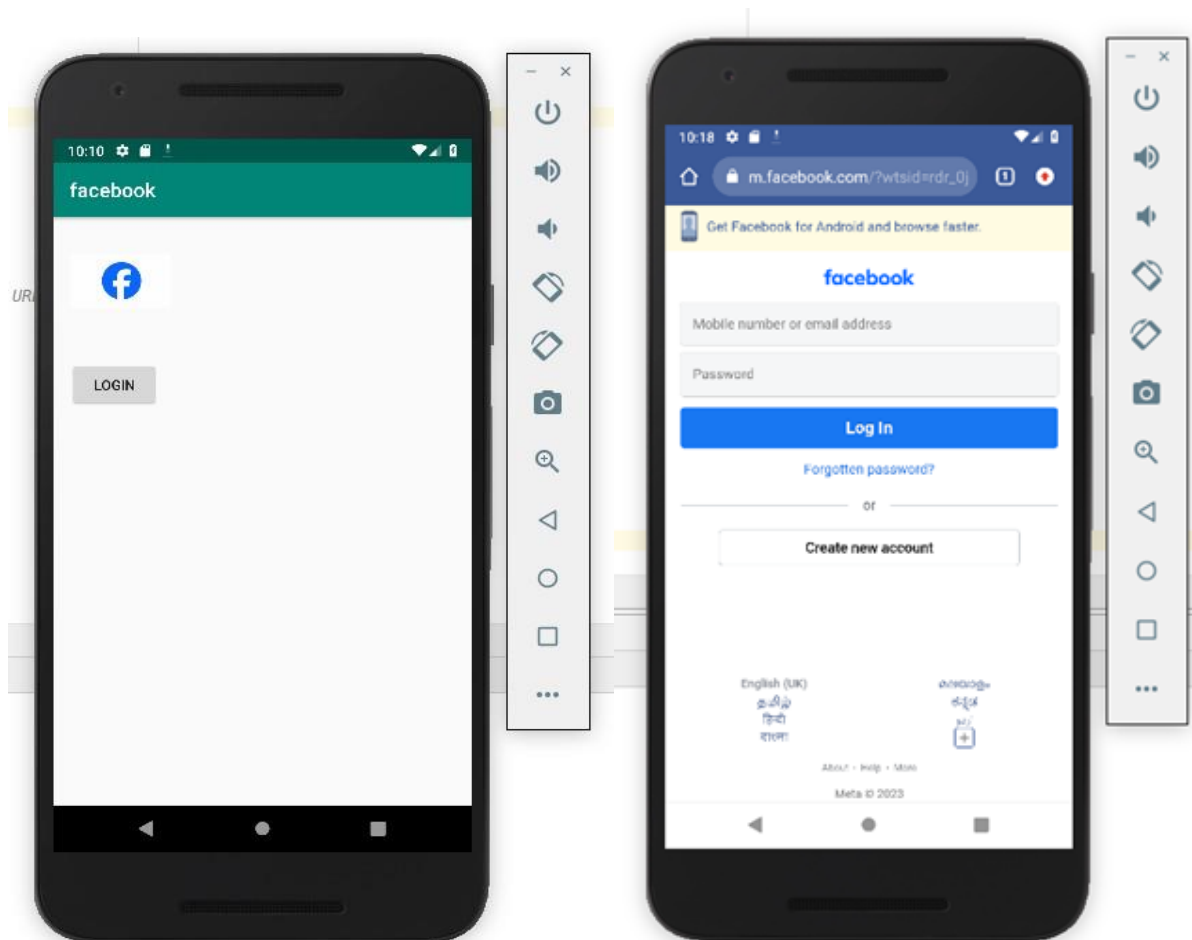 10:10
facebook
URL
LOGIN
10:18
m.facebook.com/?wtsid=rdr_0j
1
Get Facebook for Android and browse faster.
facebook
Mobile number or email address
Password
Log In
Forgotten password?
or
Create new account
English (UK)
தமிழ்
हिन्दी
বাংলা
മലയാളം
ಕನ್ನಡ
About · Help · More
Meta © 2023